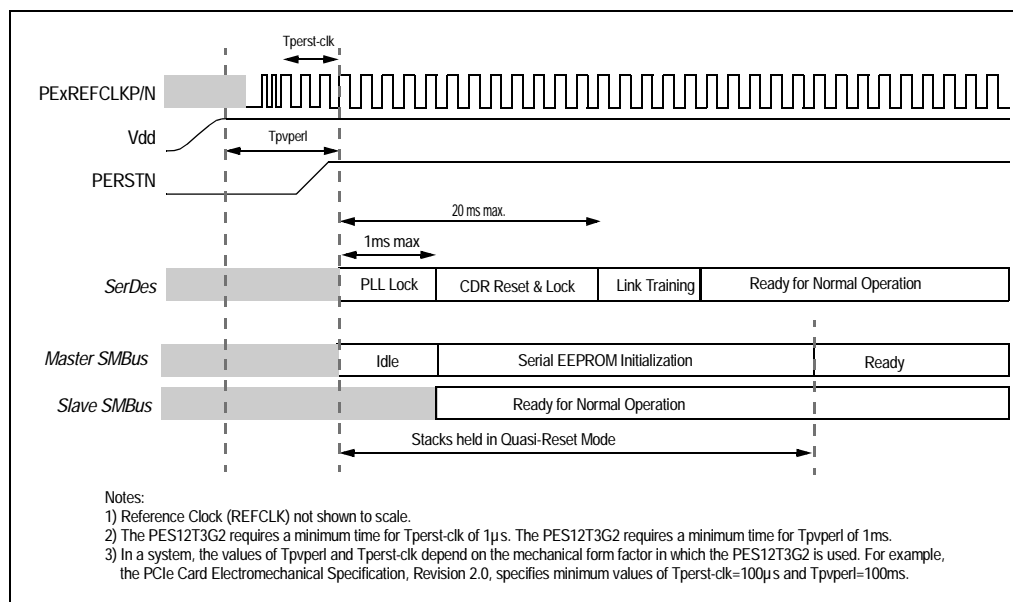 Tperst-clk
PExREFCLKP/N
Vdd
Tpvperl
PERSTN
20 ms max.
1ms max
SerDes
PLL Lock
CDR Reset & Lock
Link Training
Ready for Normal Operation
Master SMBus
Idle
Serial EEPROM Initialization
Ready
Slave SMBus
Ready for Normal Operation
Stacks held in Quasi-Reset Mode
Notes:
1) Reference Clock (REFCLK) not shown to scale.
2) The PES12T3G2 requires a minimum time for Tperst-clk of 1µs. The PES12T3G2 requires a minimum time for Tpvperl of 1ms.
3) In a system, the values of Tpvperl and Tperst-clk depend on the mechanical form factor in which the PES12T3G2 is used. For example,
the PCIe Card Electromechanical Specification, Revision 2.0, specifies minimum values of Tperst-clk=100µs and Tpvperl=100ms.